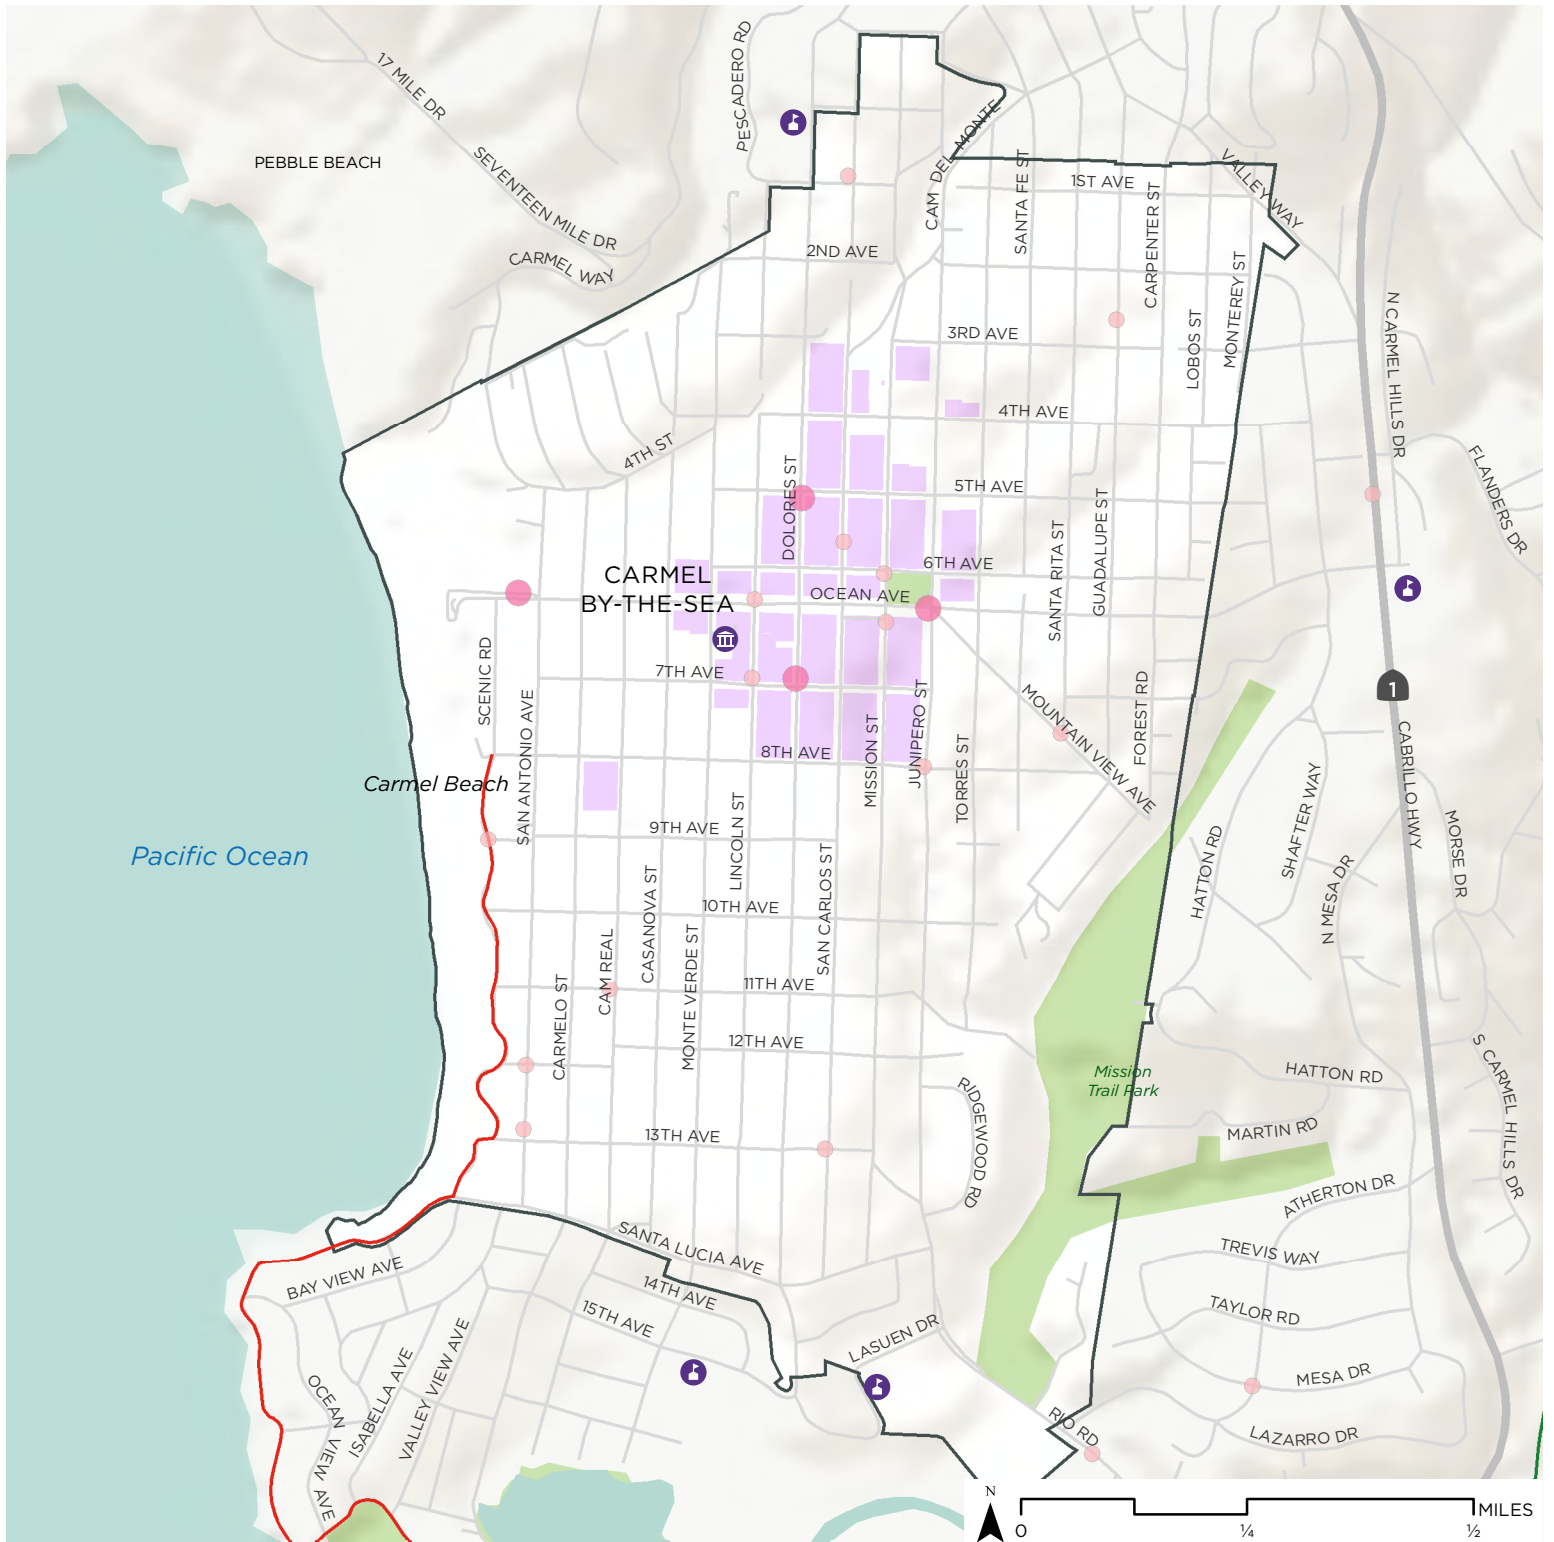 PESCADERO RD
17 MILE DR
PEBBLE BEACH
SEVENTEEN MILE DR
CARMEL WAY
CAM DEL MONTE
SANTA FE ST
1ST AVE
CARPENTER ST
VALLEY WAY
2ND AVE
MONTEREY ST
LOBOS ST
3RD AVE
N CARMEL HILLS DR
4TH AVE
4TH ST
FLANDERS DR
DOLORES ST
5TH AVE
GUADALUPE ST
SANTA RITA ST
6TH AVE
CARMEL
BY-THE-SEA
OCEAN AVE
SCENIC RD
7TH AVE
SAN ANTONIO AVE
JUNIPERO ST
MISSION ST
MOUNTAIN VIEW AVE
FOREST RD
1
CABRILLO HWY
8TH AVE
TORRES ST
Carmel Beach
SHAFTER WAY
MORSE DR
HATTON RD
N MESA DR
9TH AVE
LINCOLN ST
Pacific Ocean
SAN CARLOS ST
CASANOVA ST
10TH AVE
CAM REAL
MONTE VERDE ST
11TH AVE
CARMELO ST
12TH AVE
Mission
Trail Park
HATTON RD
S CARMEL HILLS DR
RIDGEWOOD RD
13TH AVE
MARTIN RD
ATHERTON DR
SANTA LUCIA AVE
TREVIS WAY
BAY VIEW AVE
14TH AVE
15TH AVE
TAYLOR RD
LASUEN DR
MESA DR
OCEAN VIEW AVE
ISABELLA AVE
VALLEY VIEW AVE
RIO RD
LAZARRO DR
N
MILES
0
¼
½